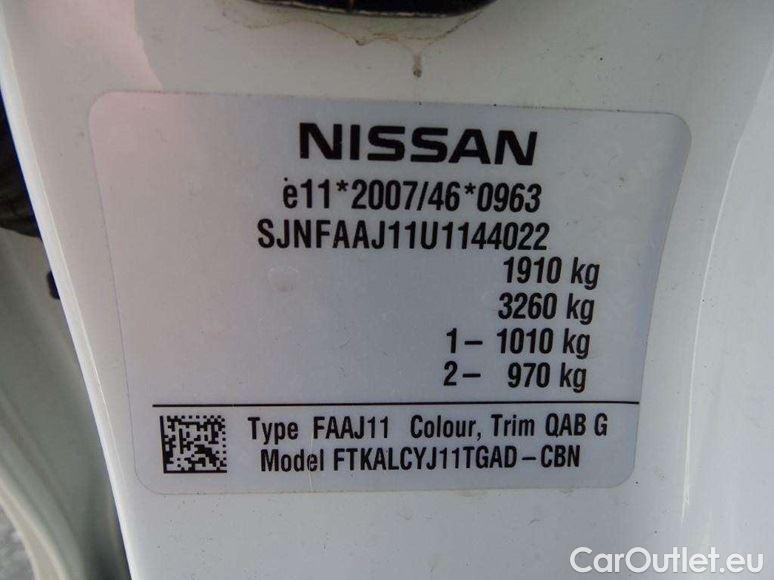 NISSAN
e11*2007/46*0963
SJNFAAJ11U1144022
1910 kg
3260 kg
1- 1010 kg
2- 970 kg
Type FAAJ11 Colour, Trim QAB G
Model FTKALCYJ11TGAD-CBN
CarOutlet.eu